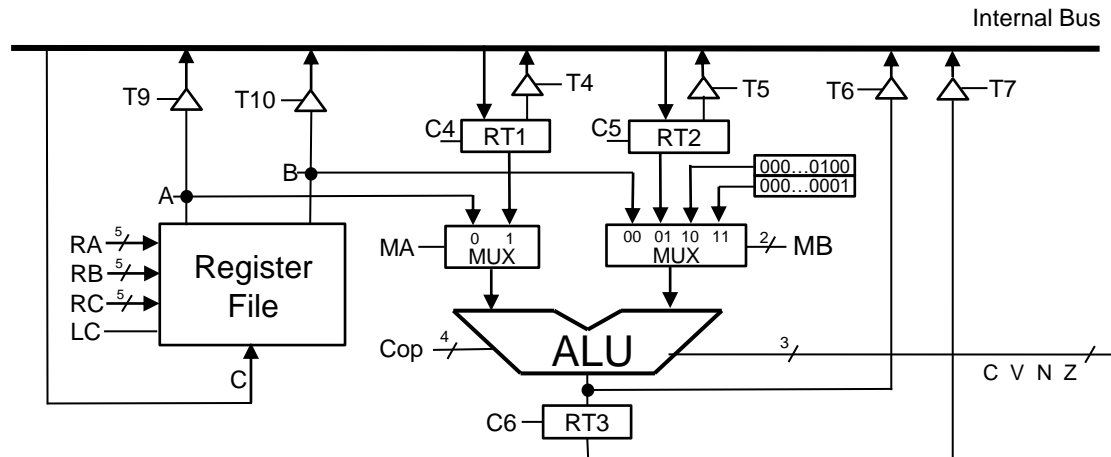 Internal Bus
T9
T10
T4
T5
T6
T7
C4
RT1
C5
RT2
000...0100
000...0001
B
A
RA 5
RB 5
RC 5
LC
Register
File
MA
0 1
MUX
00 01 10 11
MUX
2 MB
Cop 4
ALU
3
C V N Z
C
C6
RT3